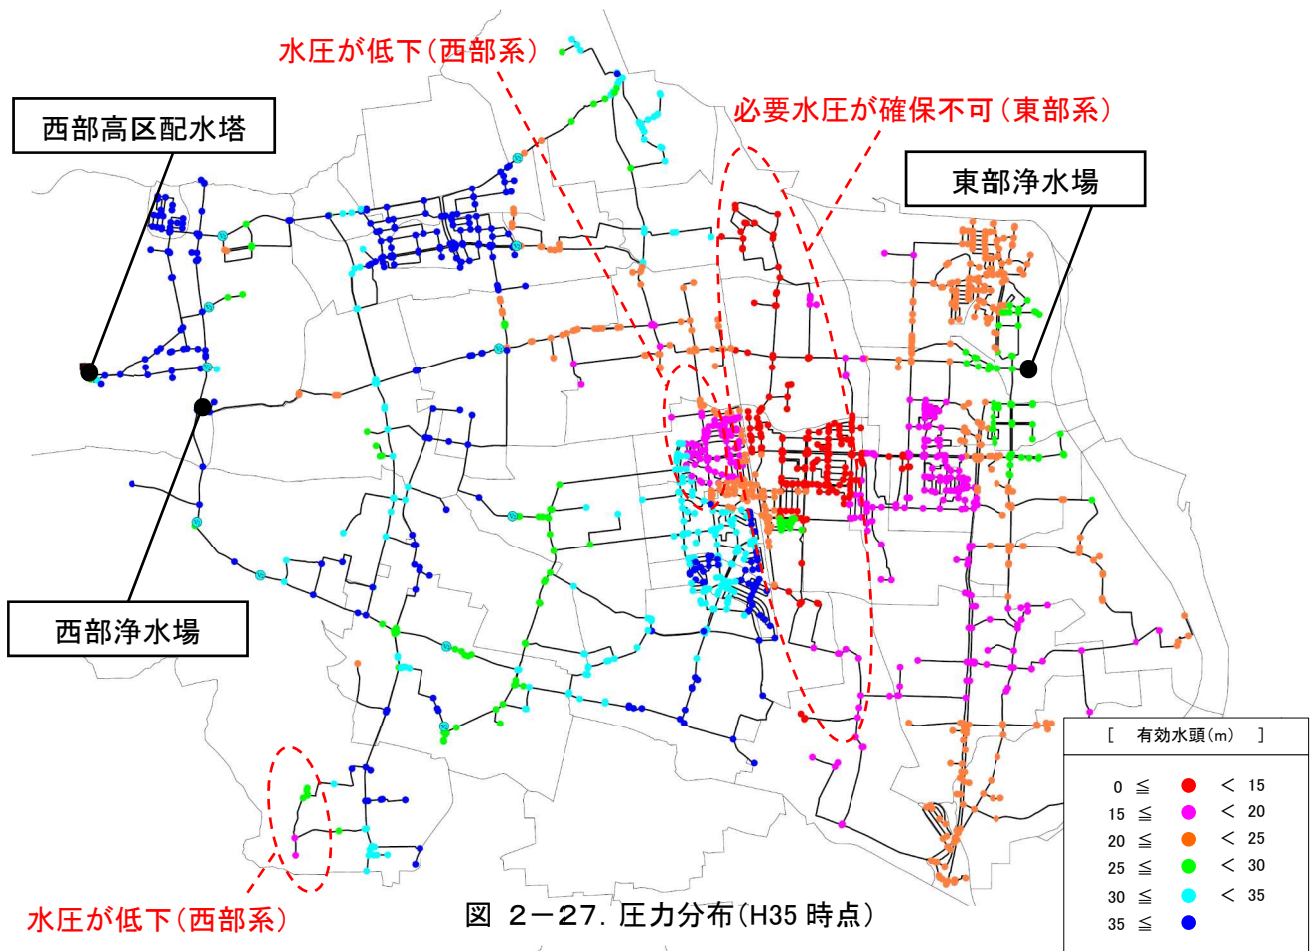 水圧が低下(西部系)
必要水圧が確保不可(東部系)
西部高区配水塔
東部浄水場
西部浄水場
[ 有効水頭(m) ]
0 ≦ ● < 15
15 ≦ ● < 20
20 ≦ ● < 25
25 ≦ ● < 30
30 ≦ ● < 35
35 ≦ ●
水圧が低下(西部系)
図 2-27. 圧力分布(H35 時点)